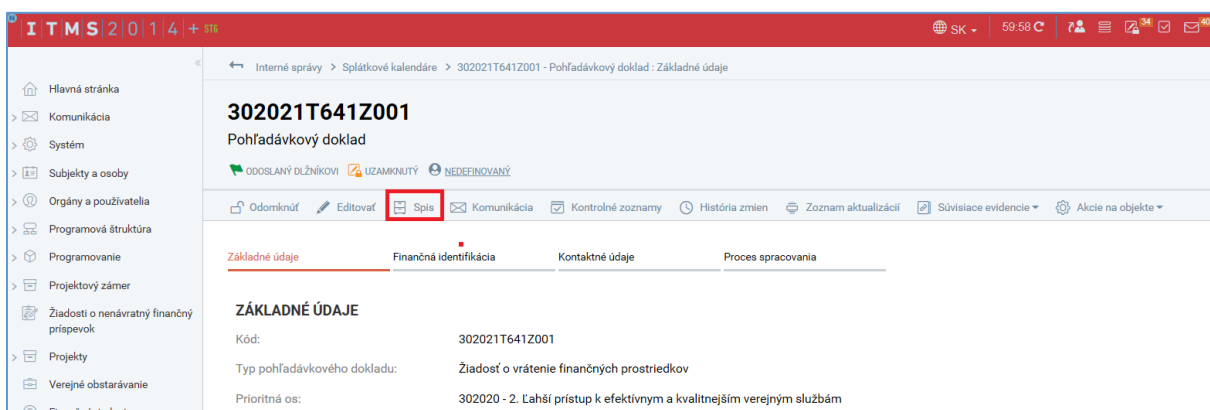 I|T|M|S|2|0|1|4|+ STG
SK 59:58 34 40
Interné správy > Splátkové kalendáre > 302021T641Z001 - Pohľadávkový doklad : Základné údaje
Hlavná stránka
Komunikácia
Systém
Subjekty a osoby
Orgány a používatelia
Programová štruktúra
Programovanie
Projektový zámer
Žiadosti o nenávratný finančný
príspevok
Projekty
Verejné obstarávanie
302021T641Z001
Pohľadávkový doklad
ODOSLANÝ DLŽNÍKOVI UZAMKNUTÝ NEDEFINOVANÝ
Odomknúť Editovať Spis Komunikácia Kontrolné zoznamy História zmien Zoznam aktualizácií Súvisiace evidencie Akcie na objekte
Základné údaje Finančná identifikácia Kontaktné údaje Proces spracovania
ZÁKLADNÉ ÚDAJE
Kód: 302021T641Z001
Typ pohľadávkového dokladu: Žiadosť o vrátenie finančných prostriedkov
Prioritná os: 302020 - 2. Ľahší prístup k efektívnym a kvalitnejším verejným službám